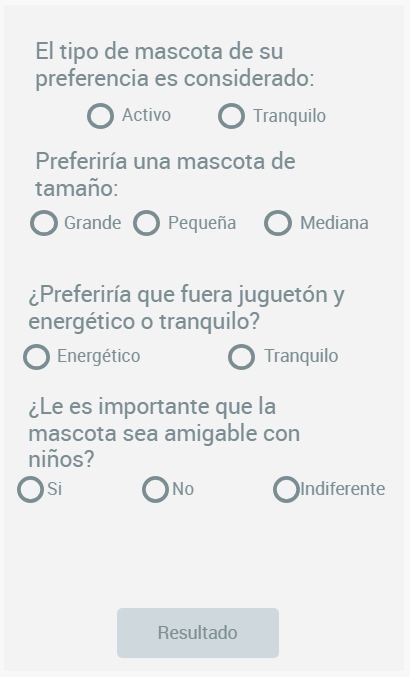 El tipo de mascota de su
preferencia es considerado:
Activo Tranquilo
Preferiría una mascota de
tamaño:
Grande Pequeña Mediana
¿Preferiría que fuera juguetón y
energético o tranquilo?
Energético Tranquilo
¿Le es importante que la
mascota sea amigable con
niños?
Si No Indiferente
Resultado